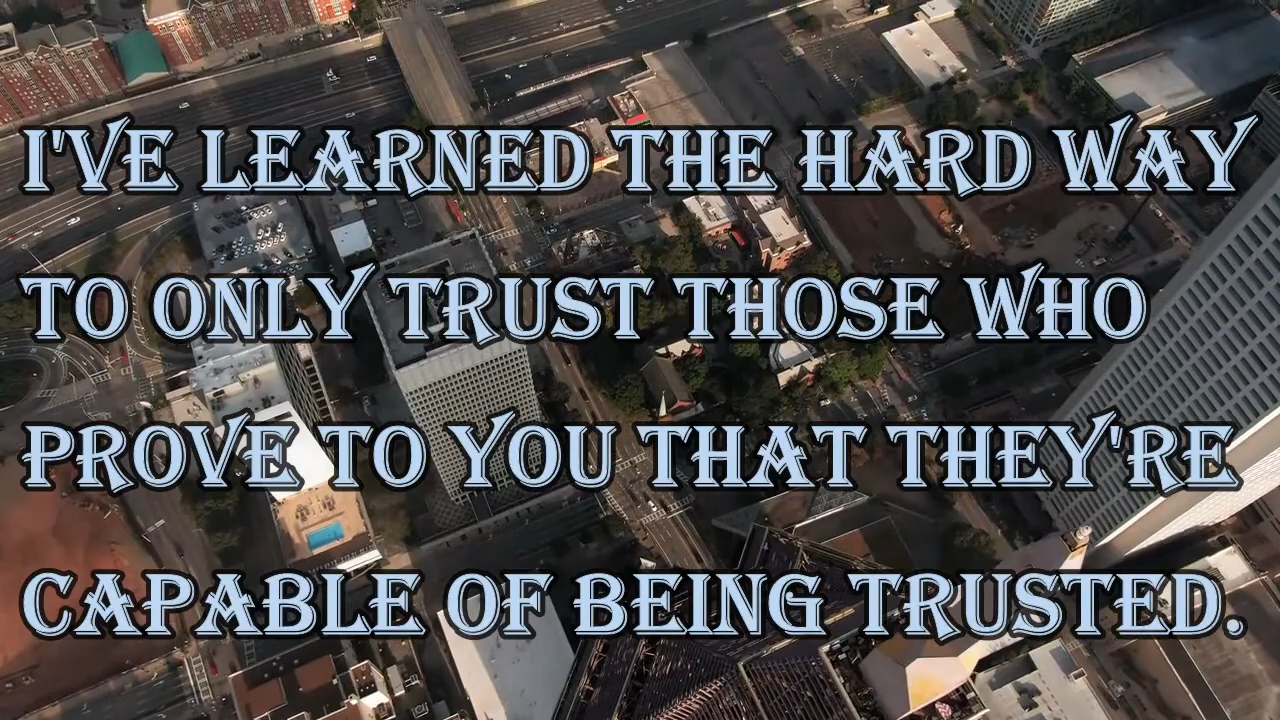 I'VE LEARNED THE HARD WAY
TO ONLY TRUST THOSE WHO
PROVE TO YOU THAT THEY'RE
CAPABLE OF BEING TRUSTED.